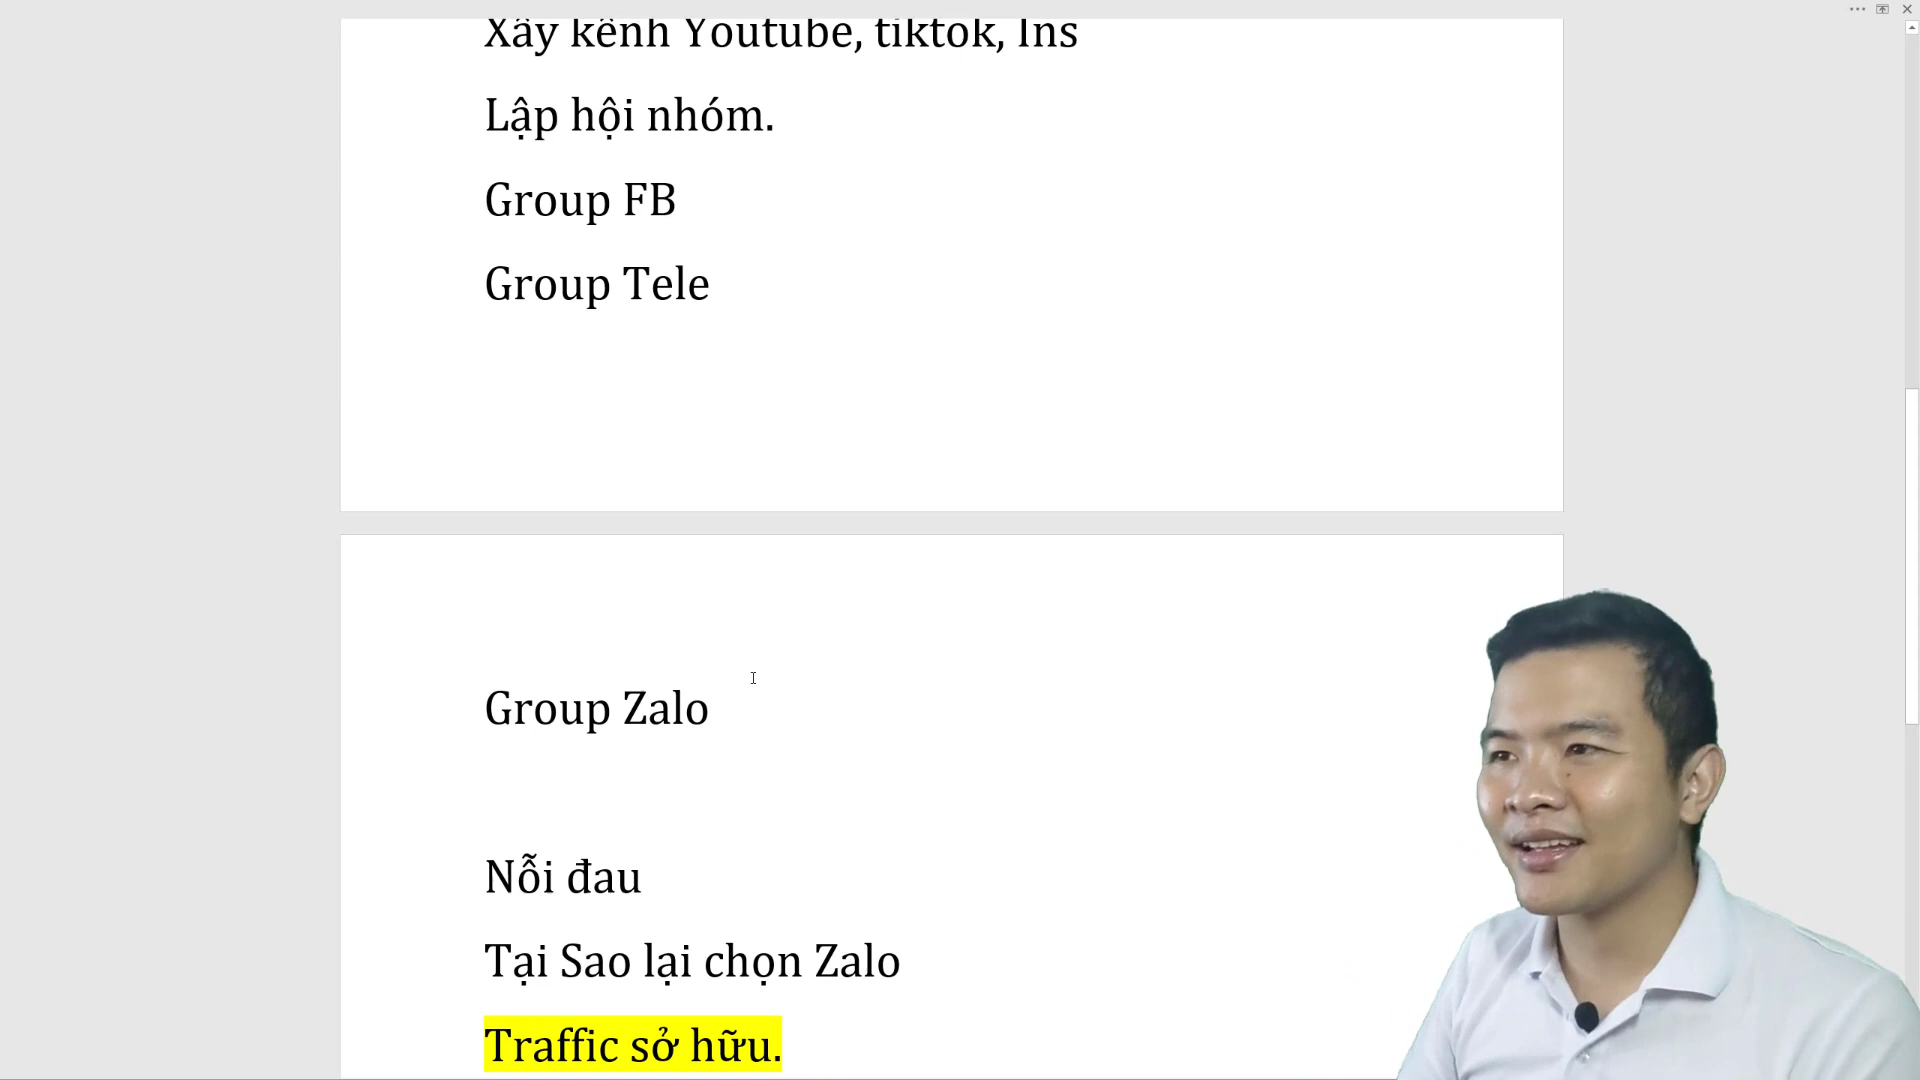 Xây kênh Youtube, tiktok, Ins
Lập hội nhóm.
Group FB
Group Tele
Group Zalo
Nỗi đau
Tại Sao lại chọn Zalo
Traffic sở hữu.